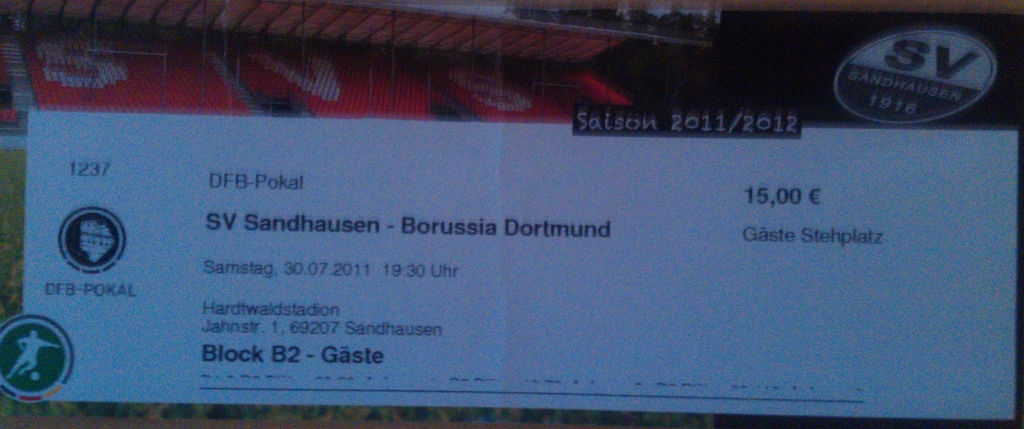 SV
SANDHAUSEN
1916
Saison 2011/2012
1237
DFB-Pokal
15,00 €
SV Sandhausen - Borussia Dortmund
Gäste Stehplatz
Samstag, 30.07.2011 19:30 Uhr
DFB-POKAL
Hardtwaldstadion
Jahnstr. 1, 69207 Sandhausen
Block B2 - Gäste